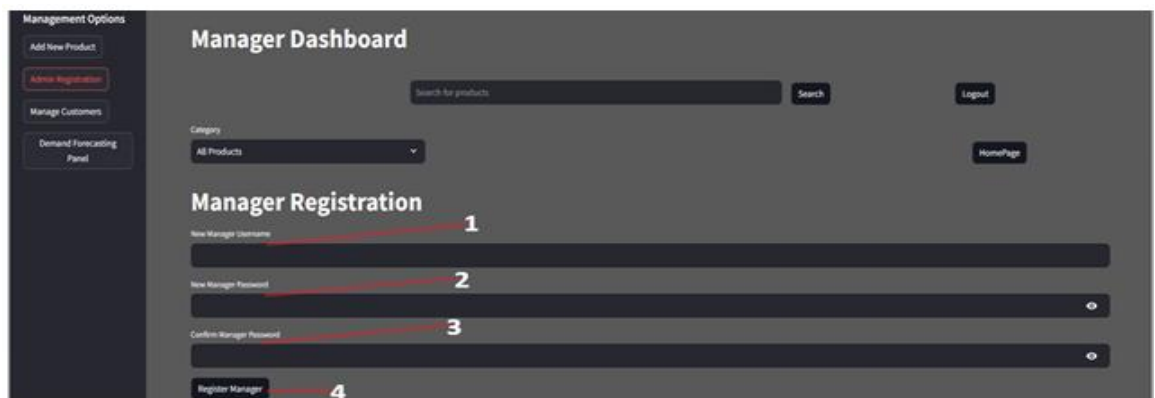 Management Options
Add New Product
Admin Registration
Manage Customers
Demand Forecasting
Panel
Manager Dashboard
Search for products
Search
Logout
Category
All Products
HomePage
Manager Registration
1
New Manager Username
2
New Manager Password
3
Confirm Manager Password
Register Manager
4